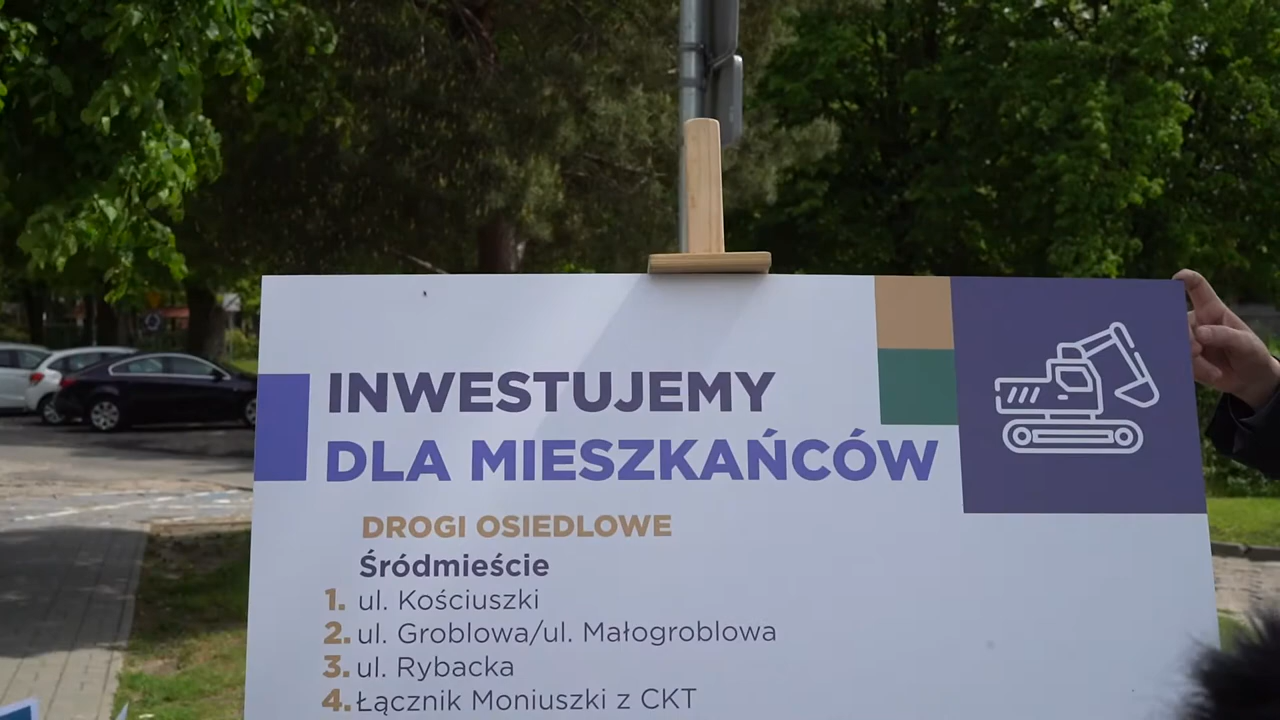 INWESTUJEMY
DLA MIESZKAŃCÓW
DROGI OSIEDLOWE
Śródmieście
1. ul. Kościuszki
2. ul. Groblowa/ul. Małogroblowa
3. ul. Rybacka
4. Łącznik Moniuszki z CKT